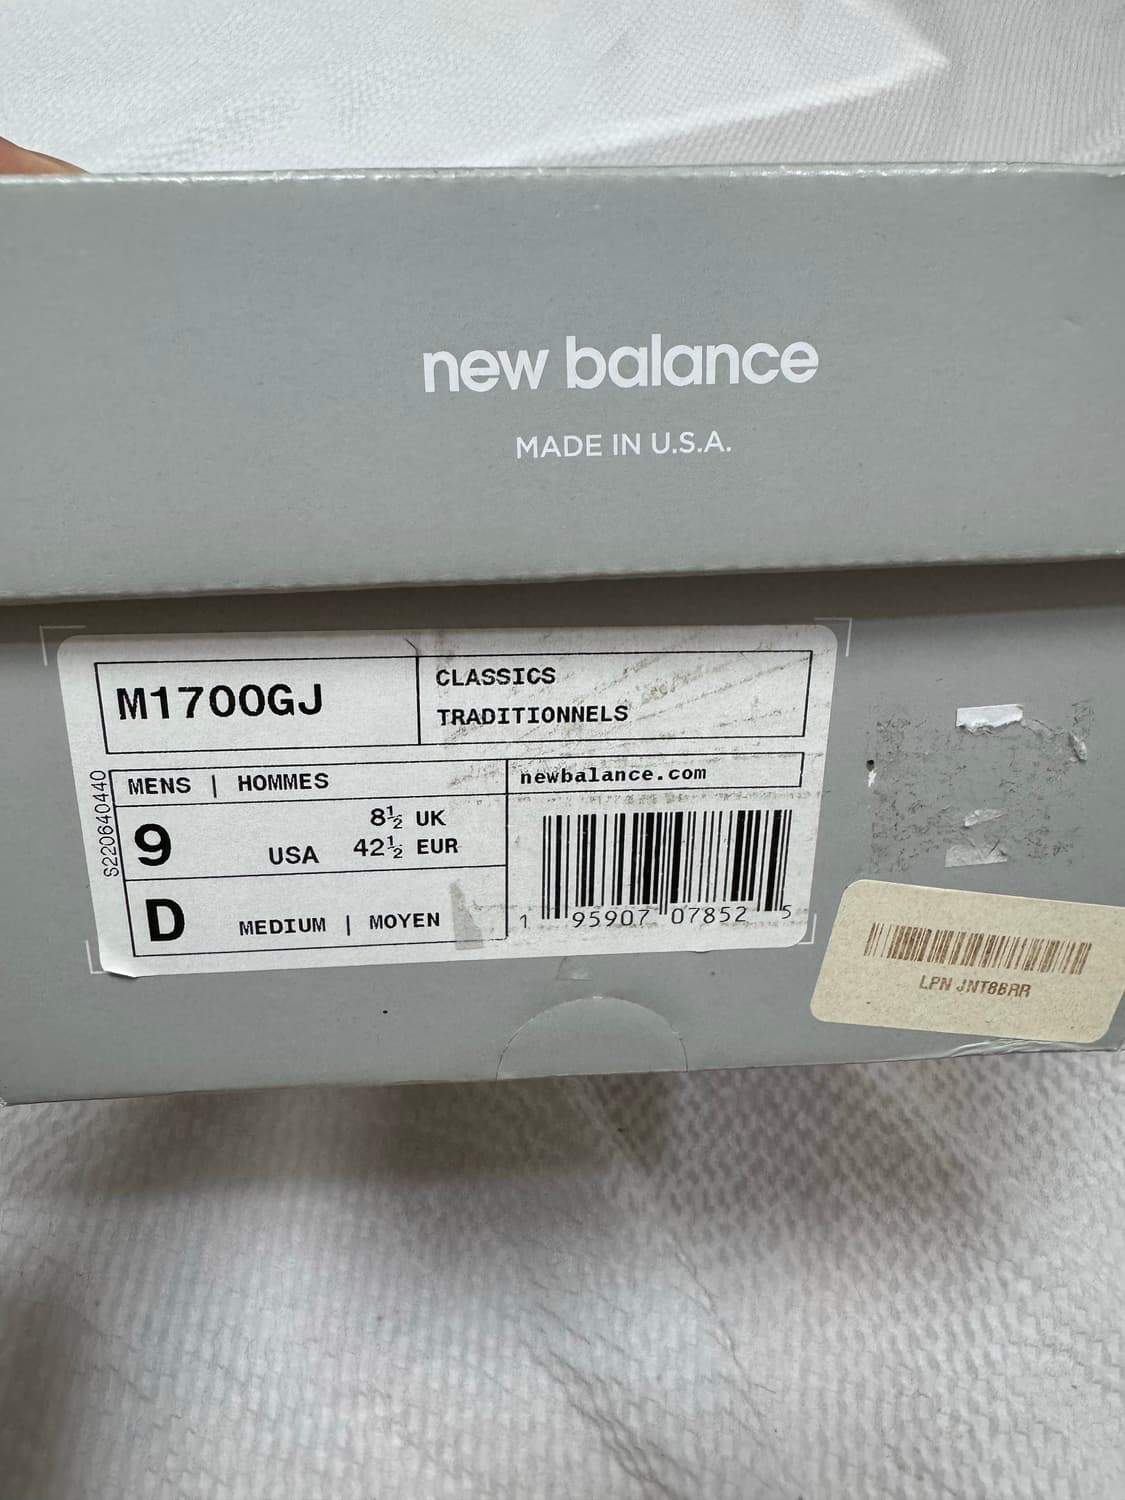 new balance
MADE IN U.S.A.
M1700GJ
CLASSICS
TRADITIONNELS
S220640440
MENS | HOMMES
newbalance.com
9 USA
8½ UK
42½ EUR
D MEDIUM | MOYEN
1 95907 07852 5
LPN JNT88RR